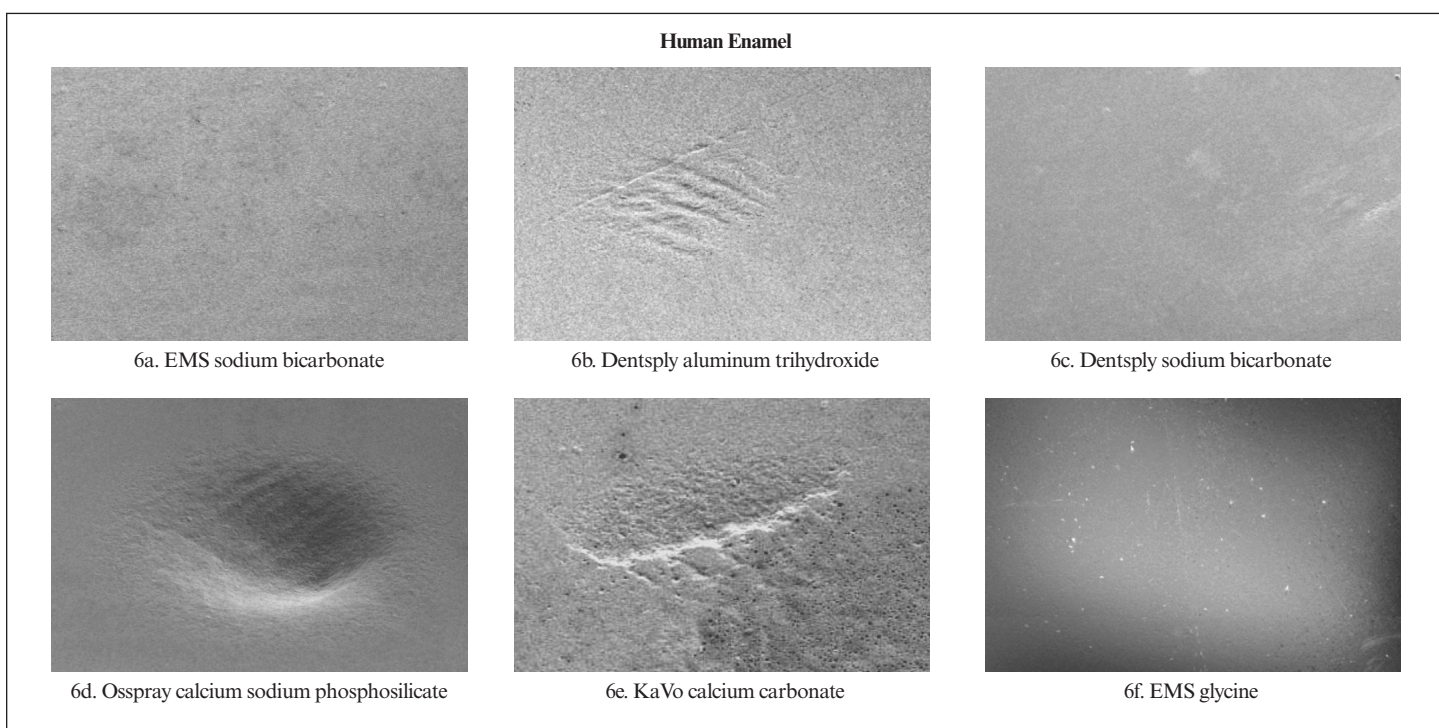 Human Enamel
6a. EMS sodium bicarbonate
6b. Dentsply aluminum trihydroxide
6c. Dentsply sodium bicarbonate
6d. Osspray calcium sodium phosphosilicate
6e. KaVo calcium carbonate
6f. EMS glycine